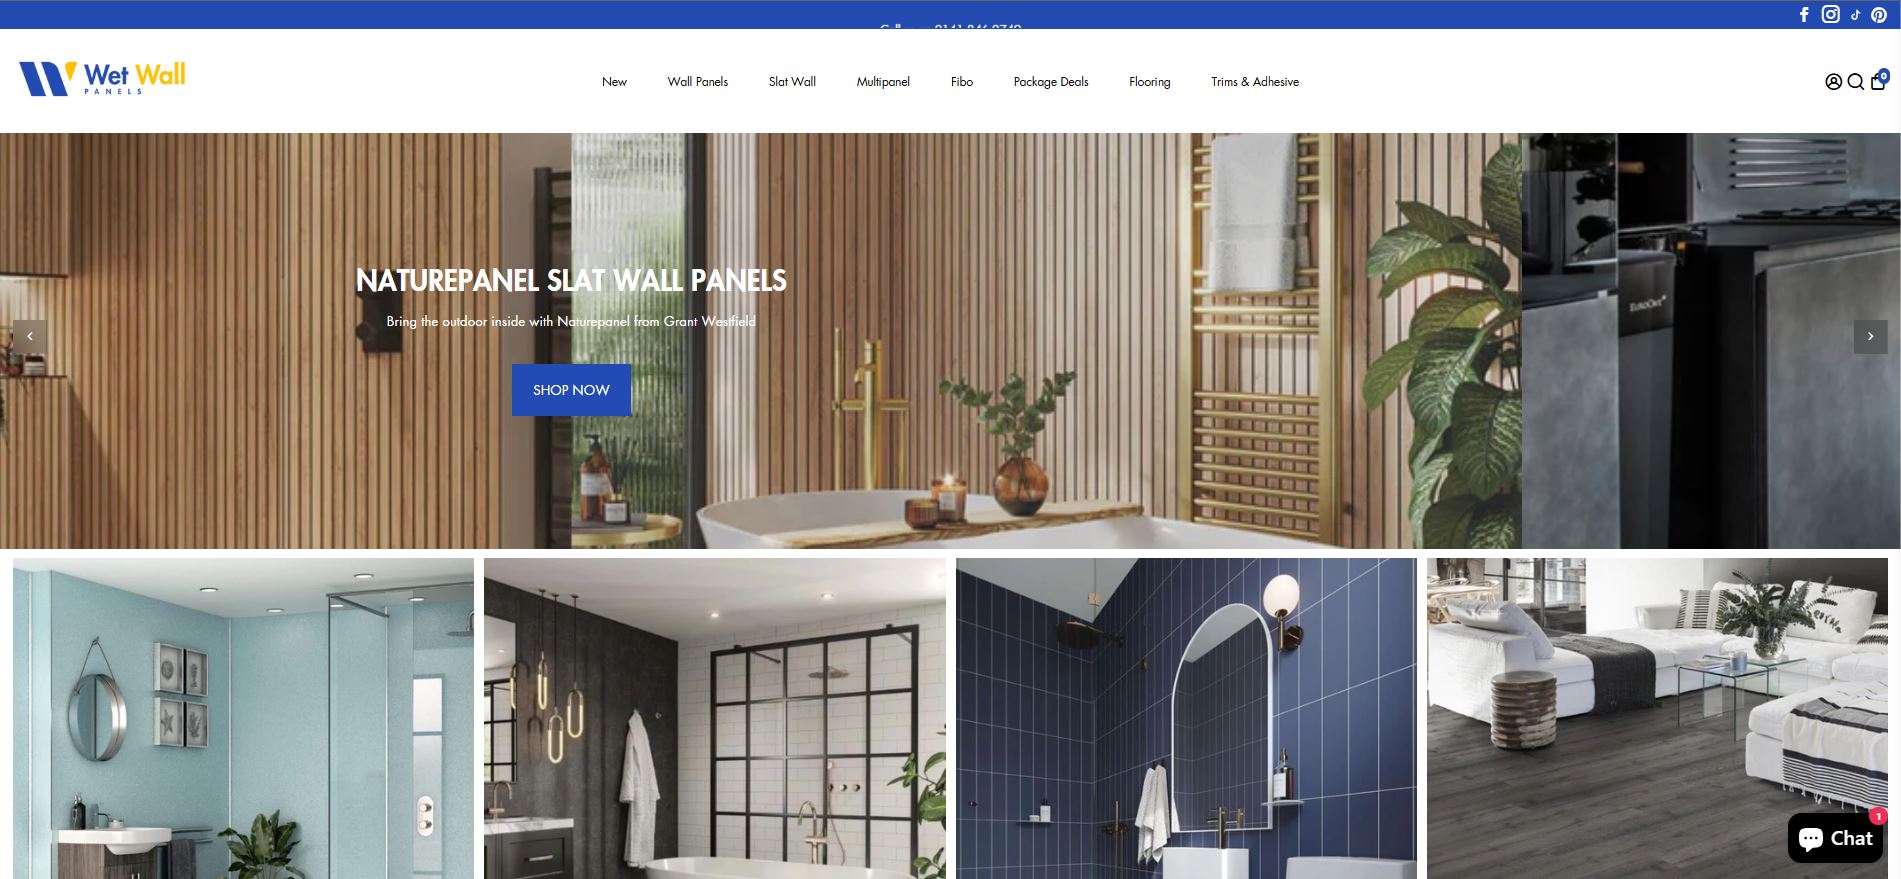 Wet Wall
PANELS
New
Wall Panels
Slat Wall
Multipanel
Fibo
Package Deals
Flooring
Trims & Adhesive
0
NATUREPANEL SLAT WALL PANELS
Bring the outdoor inside with Naturepanel from Grant Westfield
SHOP NOW
1
Chat